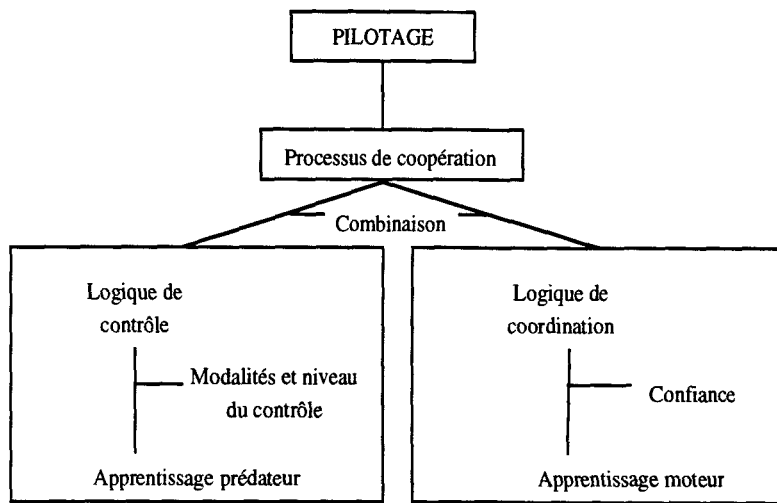 PILOTAGE
Processus de coopération
Combinaison
Logique de
contrôle
Modalités et niveau
du contrôle
Apprentissage prédateur
Logique de
coordination
Confiance
Apprentissage moteur